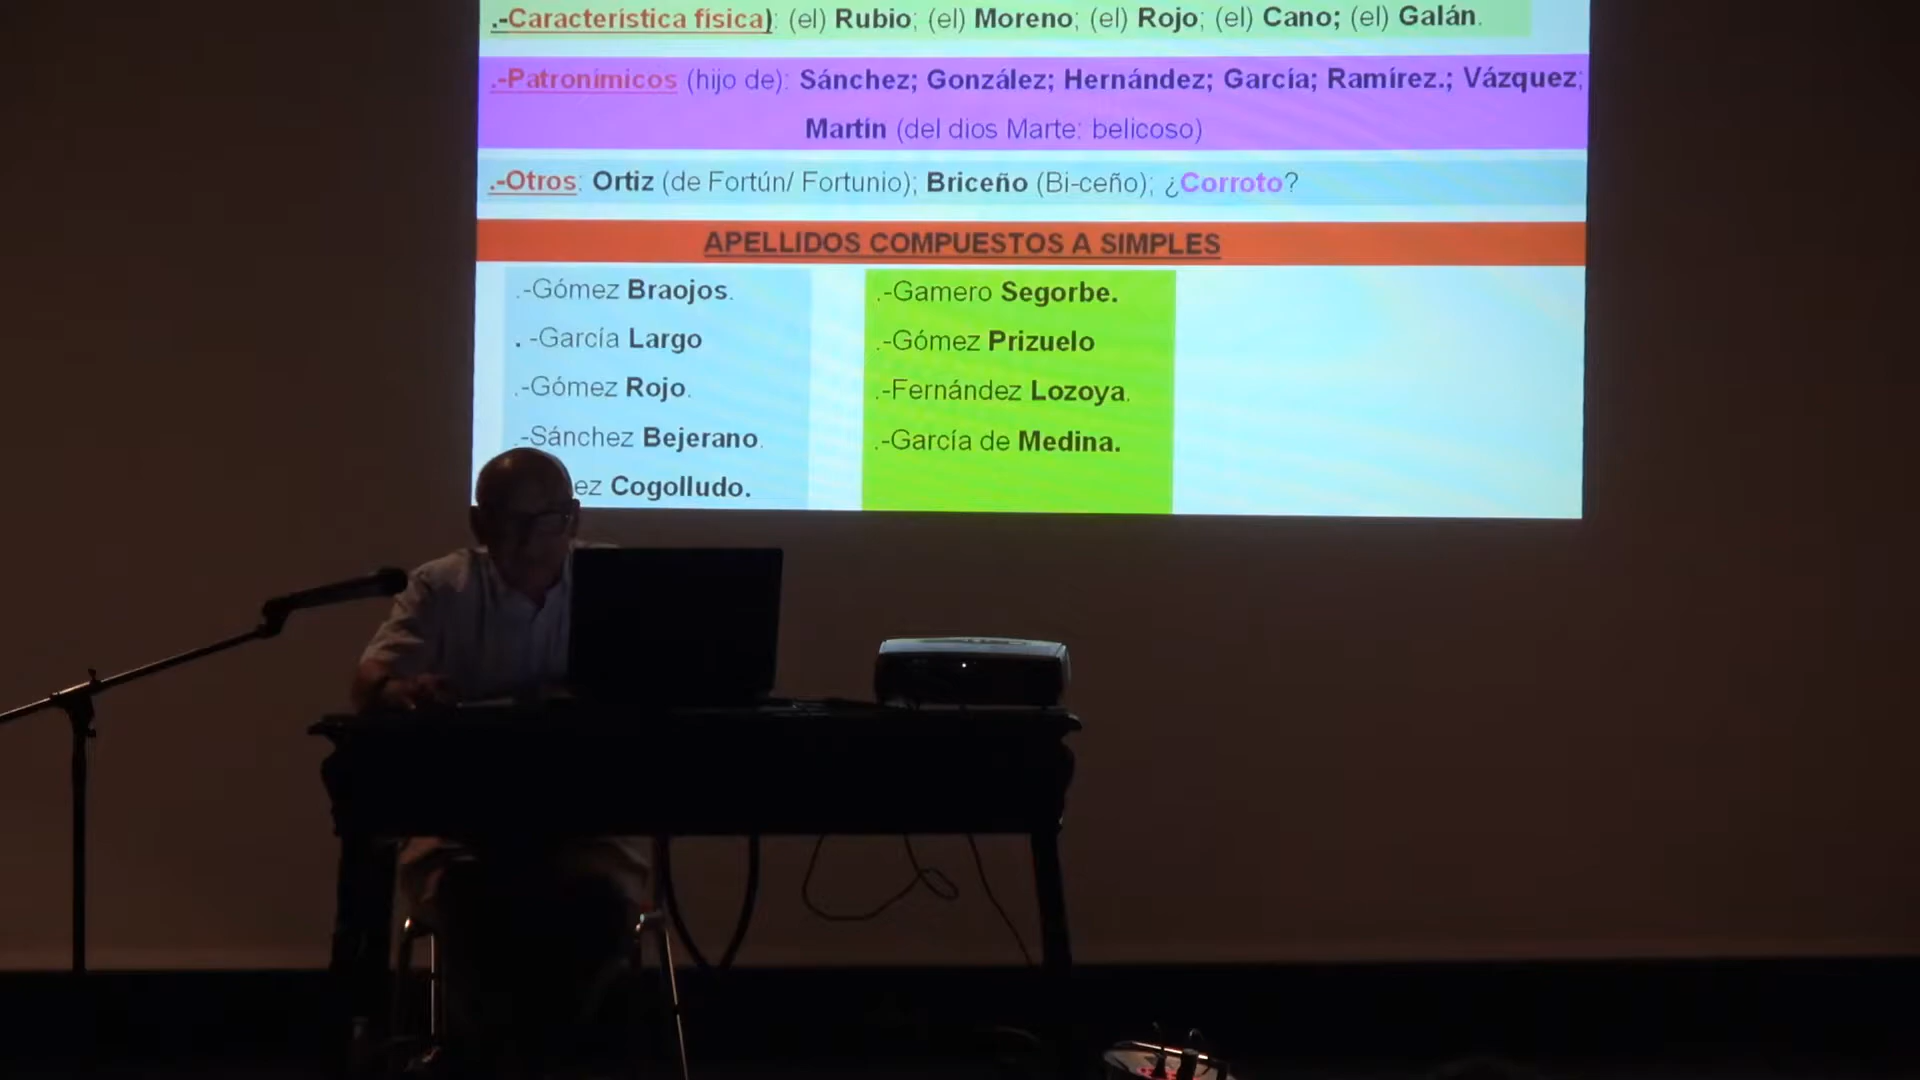 .-Característica física): (el) Rubio; (el) Moreno; (el) Rojo; (el) Cano; (el) Galán.
.-Patronímicos (hijo de): Sánchez; González; Hernández; García; Ramírez.; Vázquez;
Martín (del dios Marte: belicoso)
.-Otros: Ortiz (de Fortún/ Fortunio); Briceño (Bi-ceño); ¿Corroto?
APELLIDOS COMPUESTOS A SIMPLES
.-Gómez Braojos.
. -García Largo
.-Gómez Rojo.
.-Sánchez Bejerano.
ez Cogolludo.
.-Gamero Segorbe.
.-Gómez Prizuelo
.-Fernández Lozoya.
.-García de Medina.